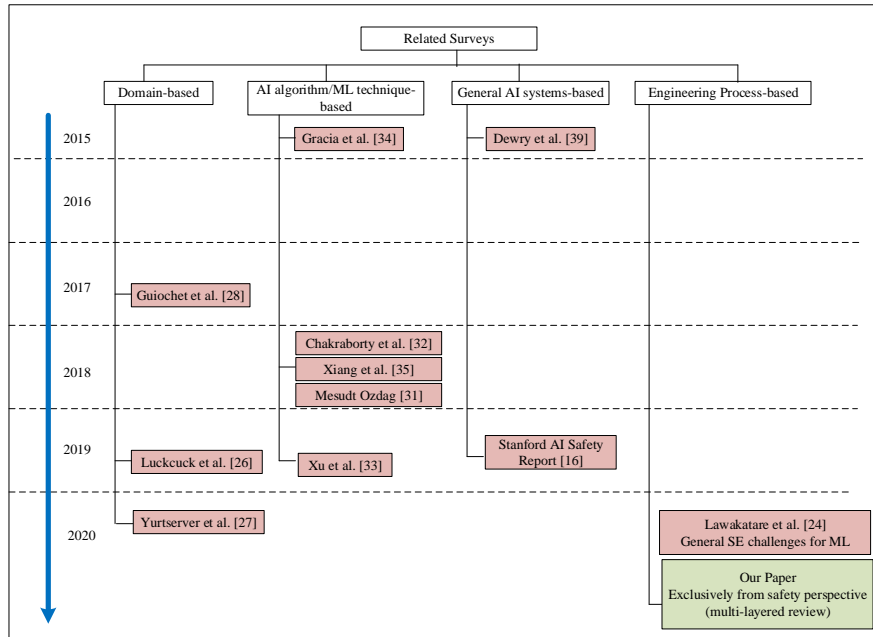 Related Surveys
Domain-based
AI algorithm/ML technique-
based
General AI systems-based
Engineering Process-based
2015
Gracia et al. [34]
Dewry et al. [39]
2016
2017
Guiochet et al. [28]
2018
Chakraborty et al. [32]
Xiang et al. [35]
Mesudt Ozdag [31]
2019
Luckcuck et al. [26]
Xu et al. [33]
Stanford AI Safety
Report [16]
2020
Yurtserver et al. [27]
Lawakatare et al. [24]
General SE challenges for ML
Our Paper
Exclusively from safety perspective
(multi-layered review)